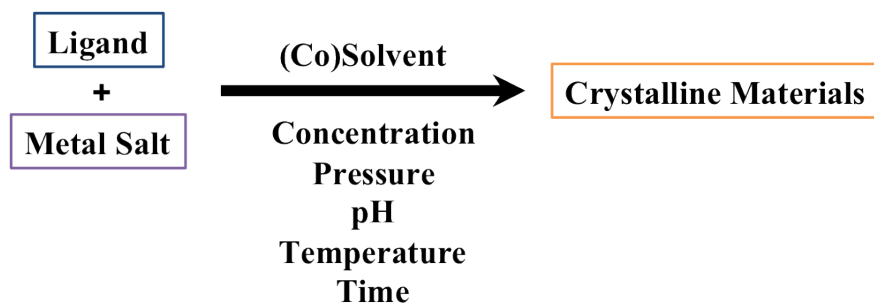 Ligand
+
Metal Salt
(Co)Solvent
Concentration
Pressure
pH
Temperature
Time
Crystalline Materials